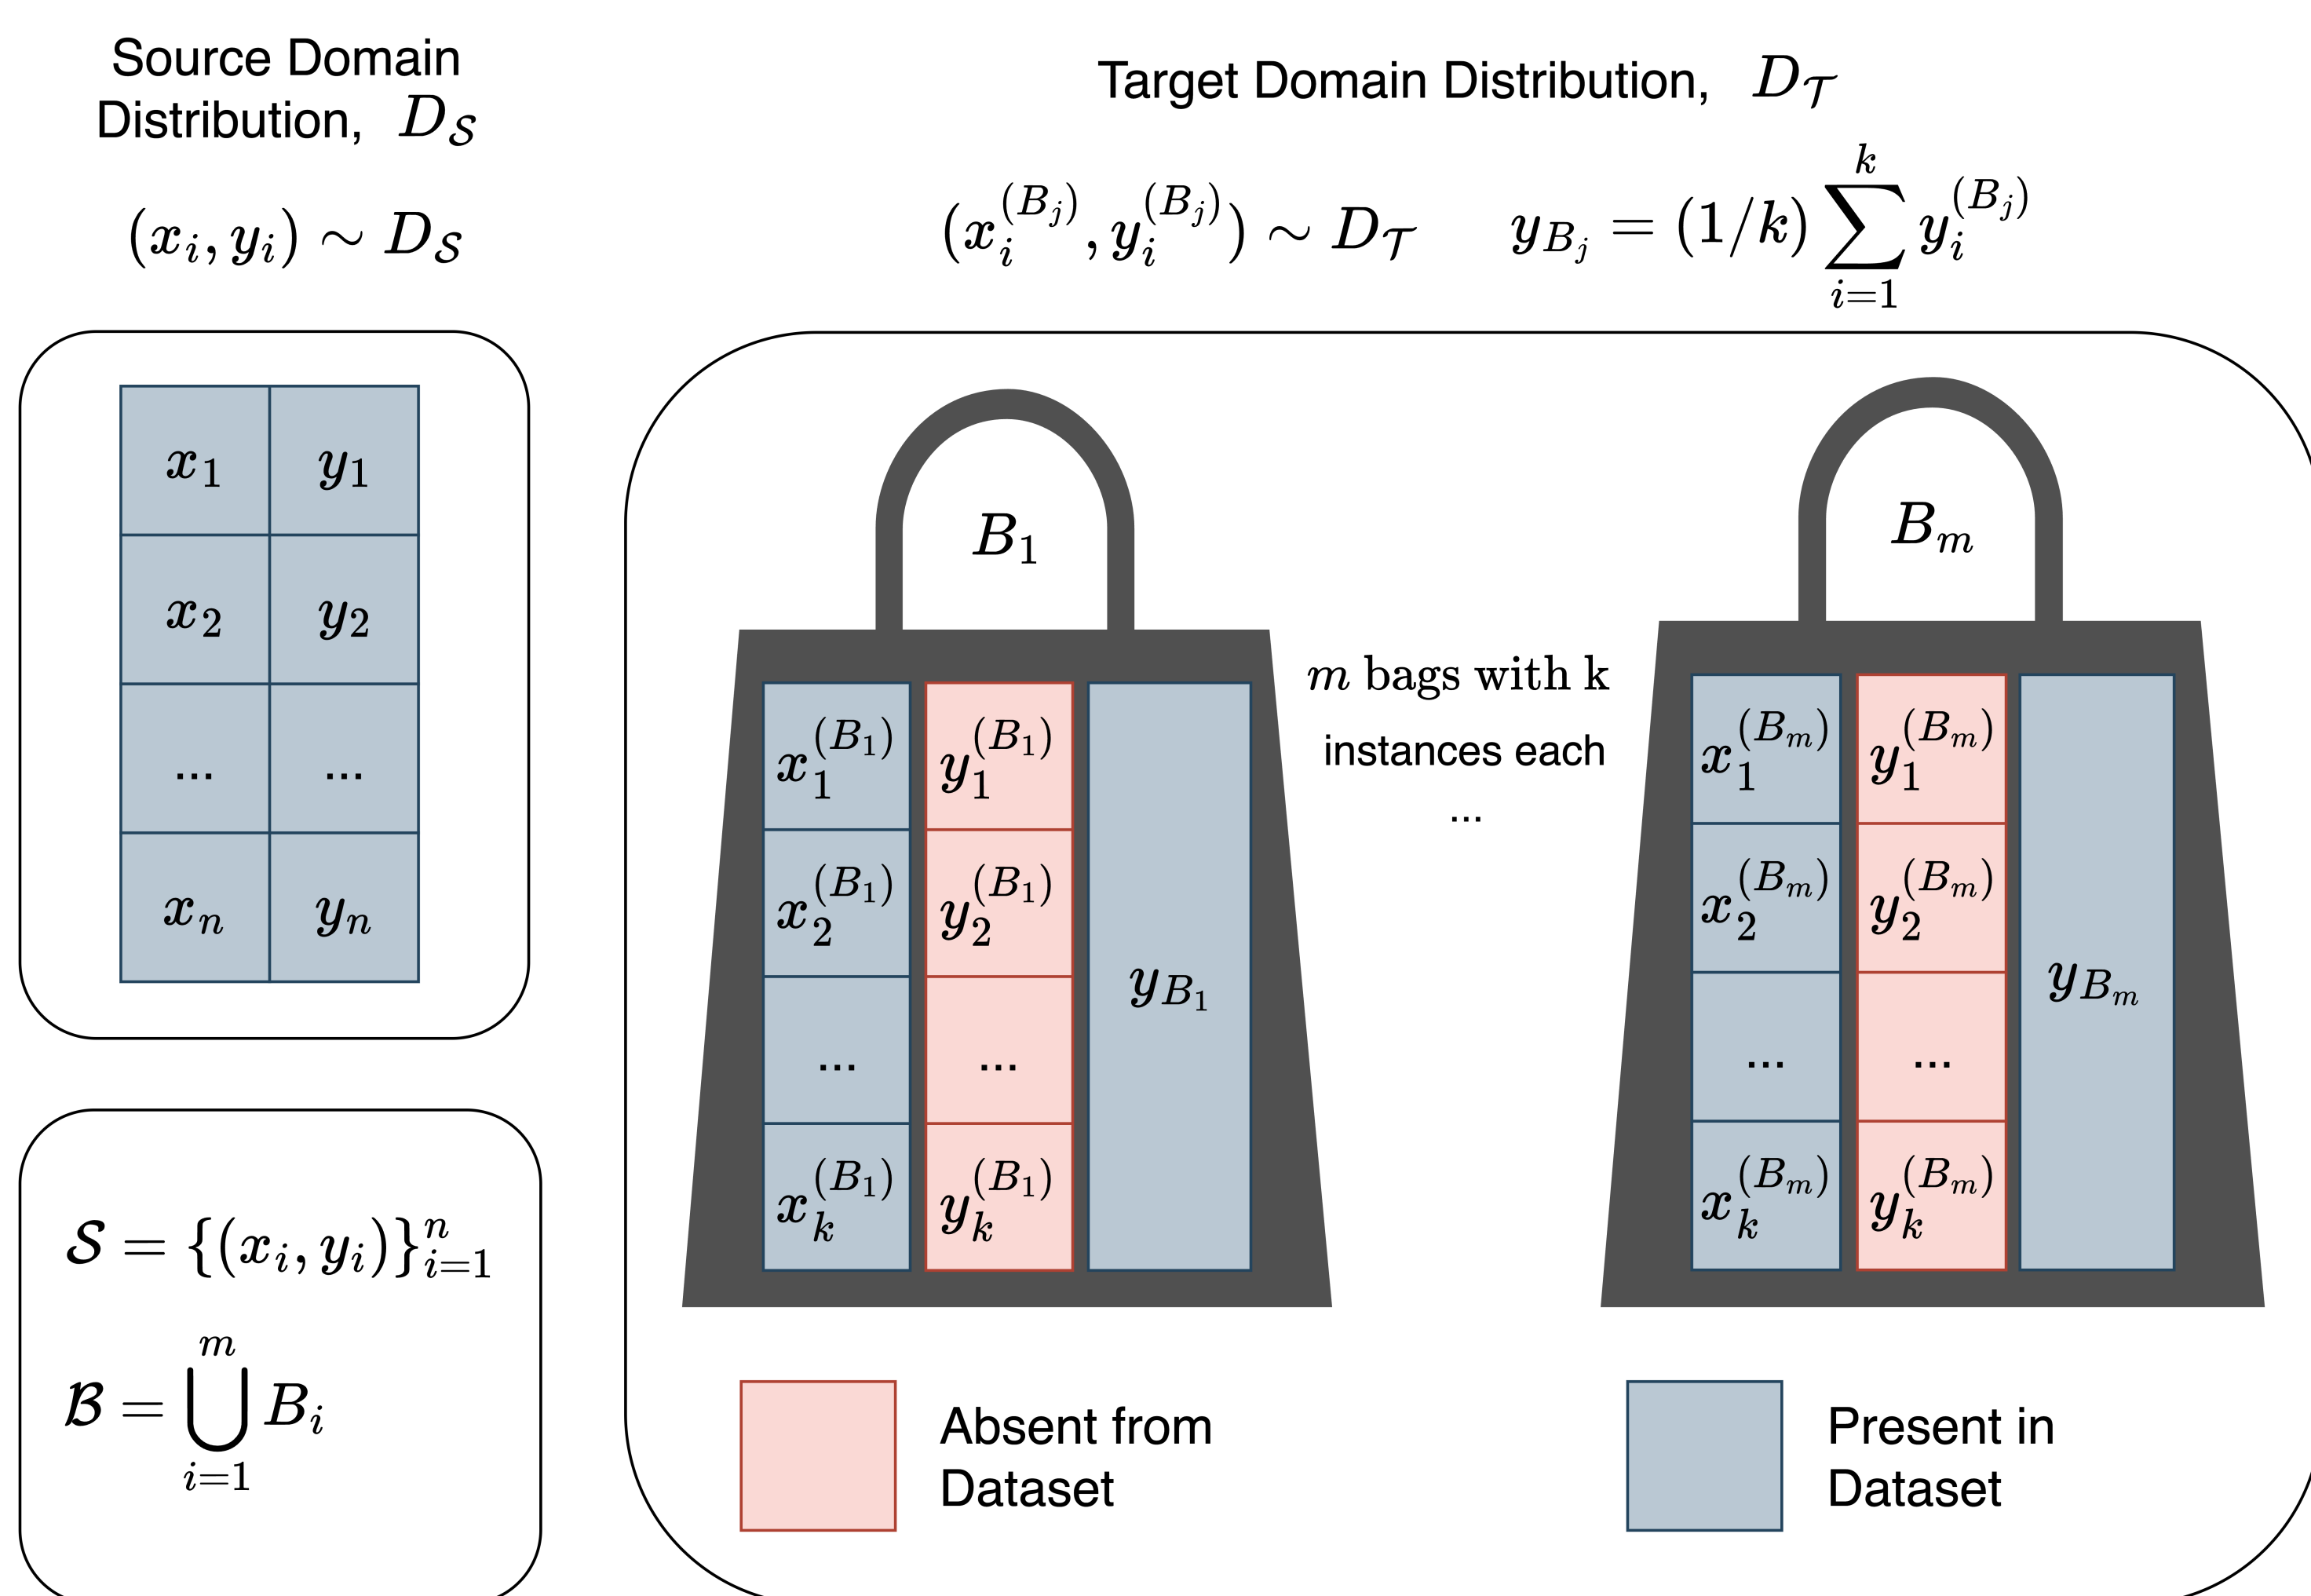 Source Domain
Distribution, D_𝒮
(x_i, y_i) ∼ D_𝒮
x_1 y_1
x_2 y_2
... ...
x_n y_n
𝒮 = {(x_i, y_i)}_{i=1}^n
ℬ = ⋃_{i=1}^m B_i
Target Domain Distribution, D_𝒯
(x_i^{(B_j)}, y_i^{(B_j)}) ∼ D_𝒯 y_{B_j} = (1/k) ∑_{i=1}^k y_i^{(B_j)}
B_1
x_1^{(B_1)} y_1^{(B_1)}
x_2^{(B_1)} y_2^{(B_1)}
... ...
x_k^{(B_1)} y_k^{(B_1)}
y_{B_1}
m bags with k
instances each
...
B_m
x_1^{(B_m)} y_1^{(B_m)}
x_2^{(B_m)} y_2^{(B_m)}
... ...
x_k^{(B_m)} y_k^{(B_m)}
y_{B_m}
Absent from
Dataset
Present in
Dataset